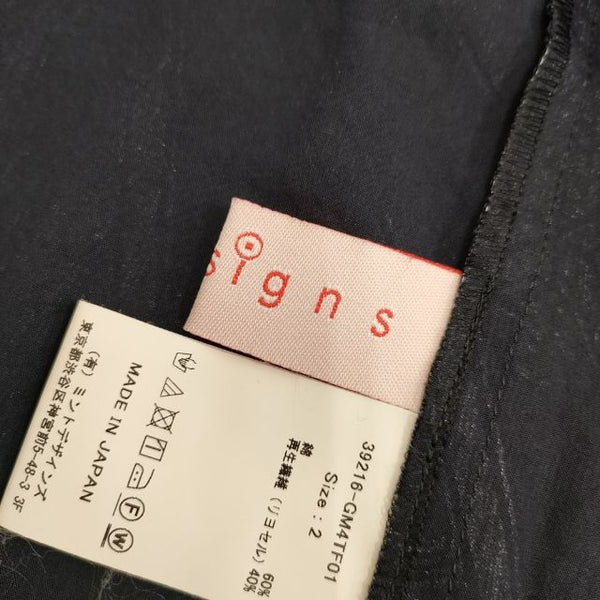 signs
39216-GM4TF01
Size : 2
綿 60%
再生繊維 (リヨセル) 40%
F W
MADE IN JAPAN
(有) ミントデザインズ
東京都渋谷区神宮前5-48-3 3F